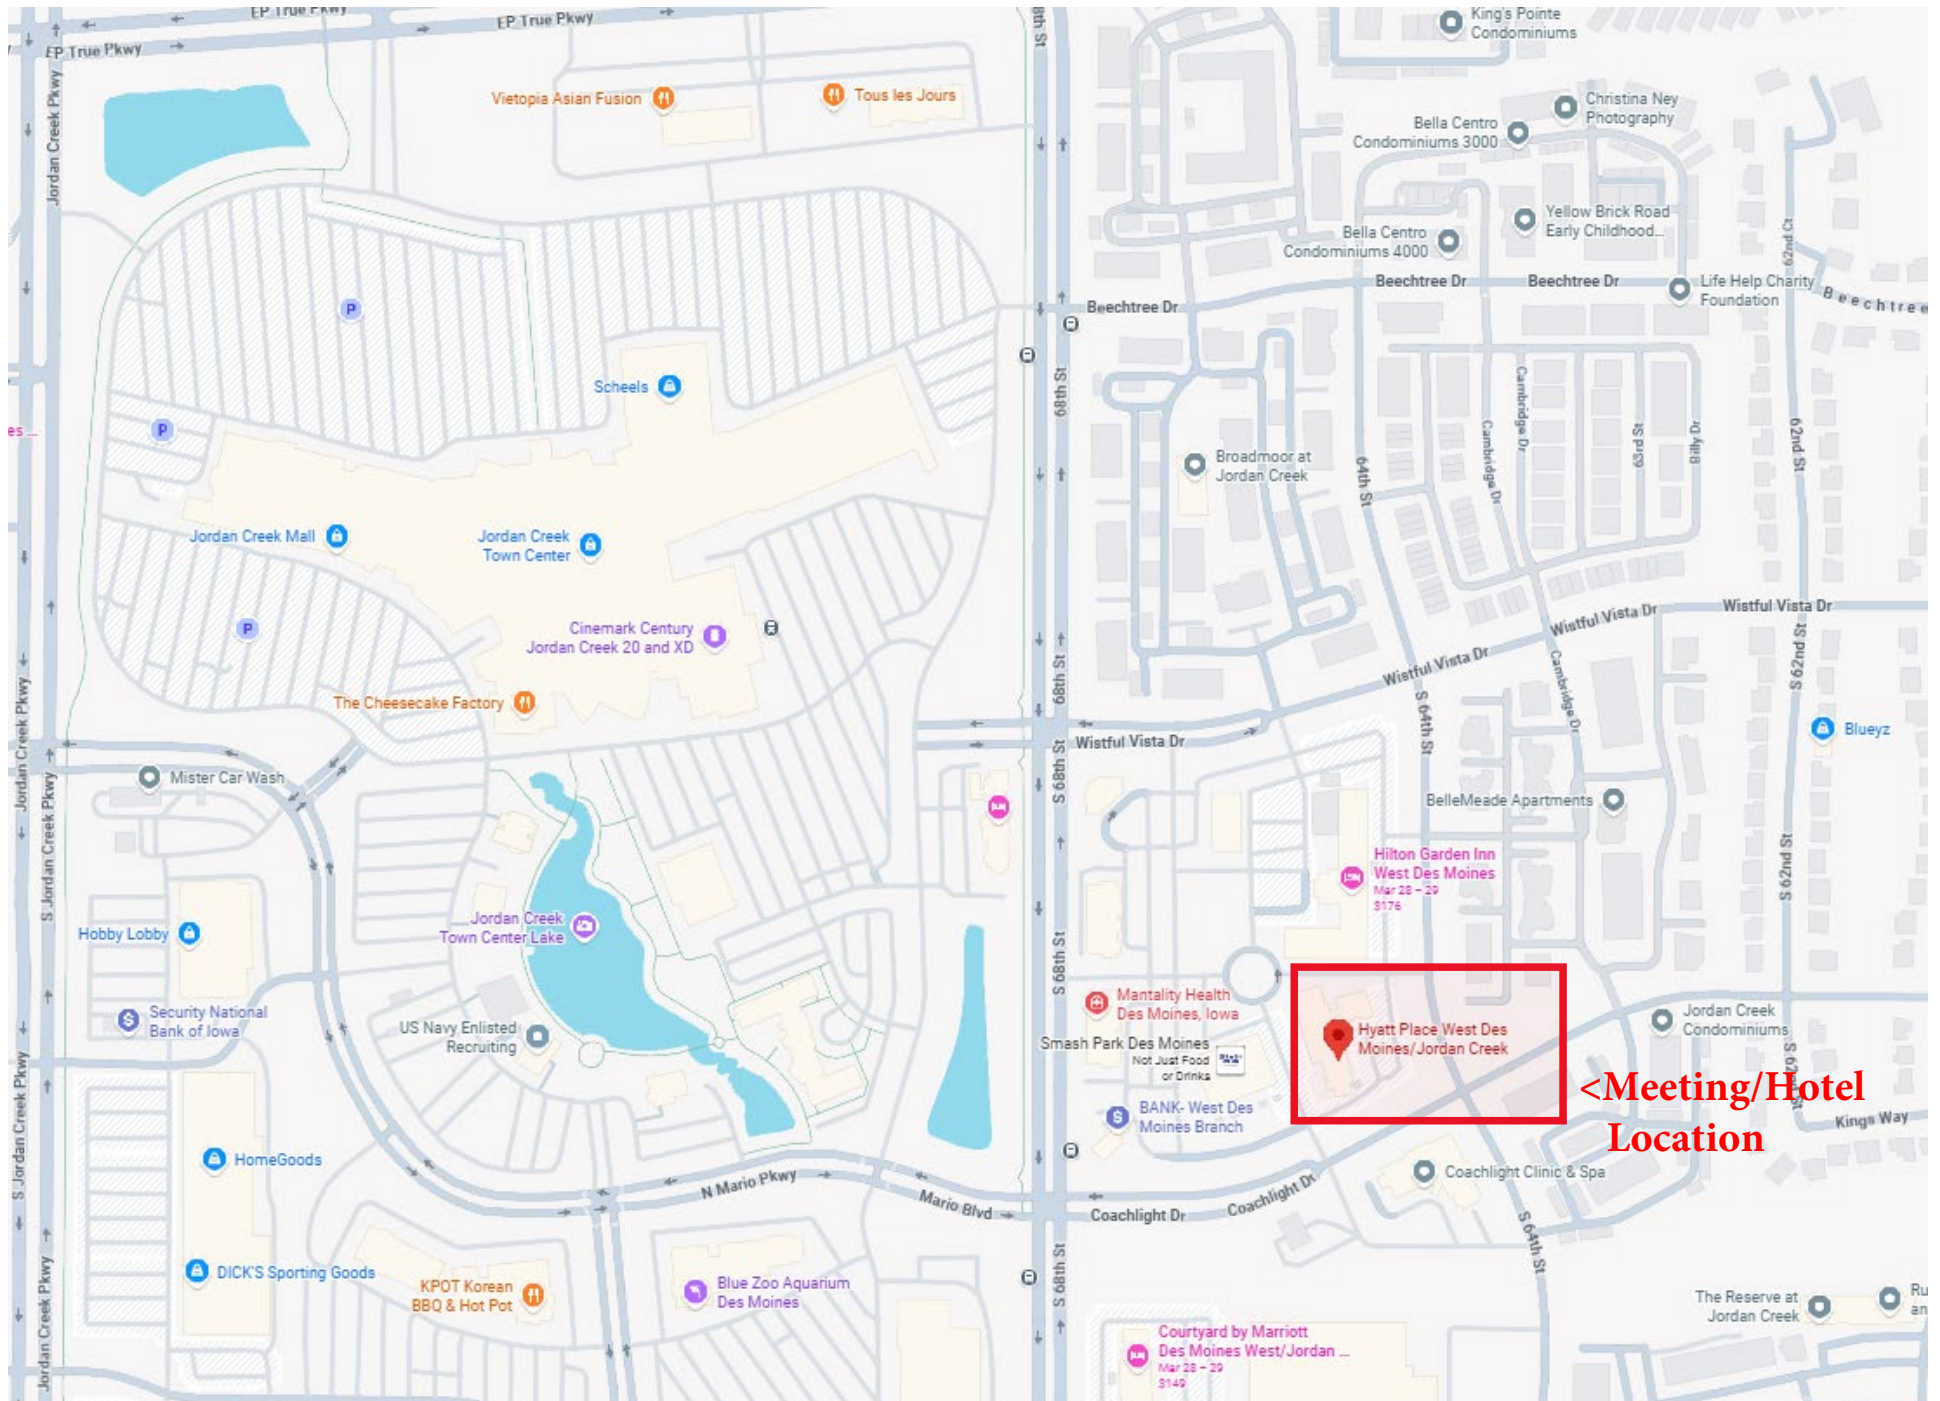 EP True Pkwy
EP True Pkwy
EP True Pkwy
8th St
King's Pointe
Condominiums
Vietopia Asian Fusion
Tous les Jours
Christina Ney
Photography
Bella Centro
Condominiums 3000
Jordan Creek Pkwy
Yellow Brick Road
Early Childhood...
Bella Centro
Condominiums 4000
62nd Ct
Beechtree Dr
Beechtree Dr
Beechtree Dr
Life Help Charity
Foundation
Beechtree
P
Scheels
68th St
P
es ...
Cambridge Dr
Cambridge Dr
63rd St
Bally Dr
62nd St
Broadmoor at
Jordan Creek
64th St
Jordan Creek Mall
Jordan Creek
Town Center
P
Cinemark Century
Jordan Creek 20 and XD
The Cheesecake Factory
68th St
Wistful Vista Dr
Wistful Vista Dr
Wistful Vista Dr
Cambridge Dr
S 62nd St
S 64th St
Wistful Vista Dr
Blueyz
Jordan Creek Pkwy
S Jordan Creek Pkwy
Mister Car Wash
S 68th St
BelleMeade Apartments
Hilton Garden Inn
West Des Moines
Mar 28 – 29
$176
S 62nd St
Hobby Lobby
Jordan Creek
Town Center Lake
S 68th St
Security National
Bank of Iowa
US Navy Enlisted
Recruiting
Mantality Health
Des Moines, Iowa
Smash Park Des Moines
Not Just Food
or Drinks
Hyatt Place West Des
Moines/Jordan Creek
Jordan Creek
Condominiums
S 62nd St
<Meeting/Hotel
Location
BANK- West Des
Moines Branch
Kings Way
S Jordan Creek Pkwy
HomeGoods
N Mario Pkwy
Mario Blvd
Coachlight Dr
Coachlight Dr
Coachlight Clinic & Spa
S 64th St
DICK'S Sporting Goods
KPOT Korean
BBQ & Hot Pot
Blue Zoo Aquarium
Des Moines
S 68th St
The Reserve at
Jordan Creek
Ru
an
Jordan Creek Pkwy
Courtyard by Marriott
Des Moines West/Jordan ...
Mar 28 – 29
$149